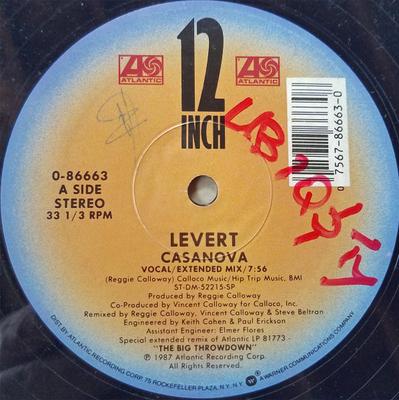 ATLANTIC
12
INCH
ATLANTIC
0-86663
A SIDE
STEREO
33 1/3 RPM
0 7567-86663-0
LEVERT
CASANOVA
VOCAL/EXTENDED MIX/7:56
(Reggie Calloway) Calloco Music/Hip Trip Music, BMI
ST-DM-52215-SP
Produced by Reggie Calloway
Co-Produced by Vincent Calloway for Calloco, Inc.
Remixed by Reggie Calloway, Vincent Calloway & Steve Beltran
Engineered by Keith Cohen & Paul Erickson
Assistant Engineer: Elmer Flores
Special extended remix of Atlantic LP 81773 -
"THE BIG THROWDOWN"
℗ 1987 Atlantic Recording Corp.
All Rights Reserved.
DIST. BY ATLANTIC RECORDING CORP., 75 ROCKEFELLER PLAZA, N.Y., N.Y. A WARNER COMMUNICATIONS COMPANY